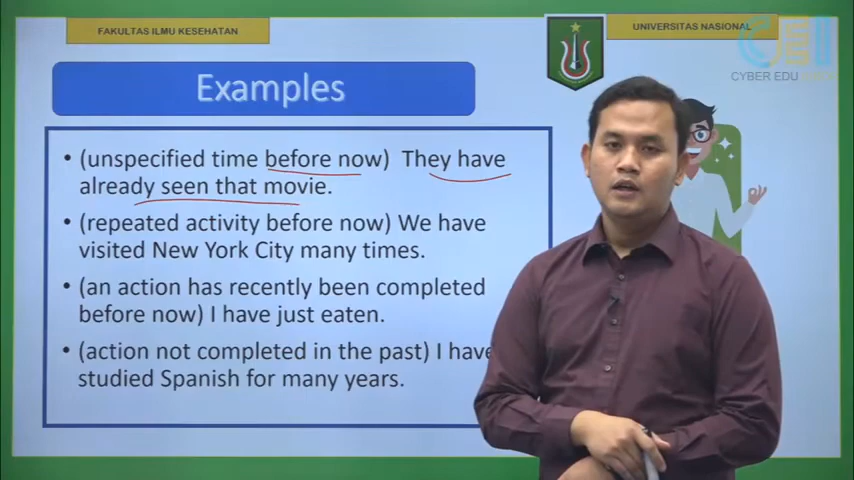 FAKULTAS ILMU KESEHATAN
UNIVERSITAS NASIONAL
CYBER EDU
Examples
• (unspecified time before now) They have
already seen that movie.
• (repeated activity before now) We have
visited New York City many times.
• (an action has recently been completed
before now) I have just eaten.
• (action not completed in the past) I have
studied Spanish for many years.